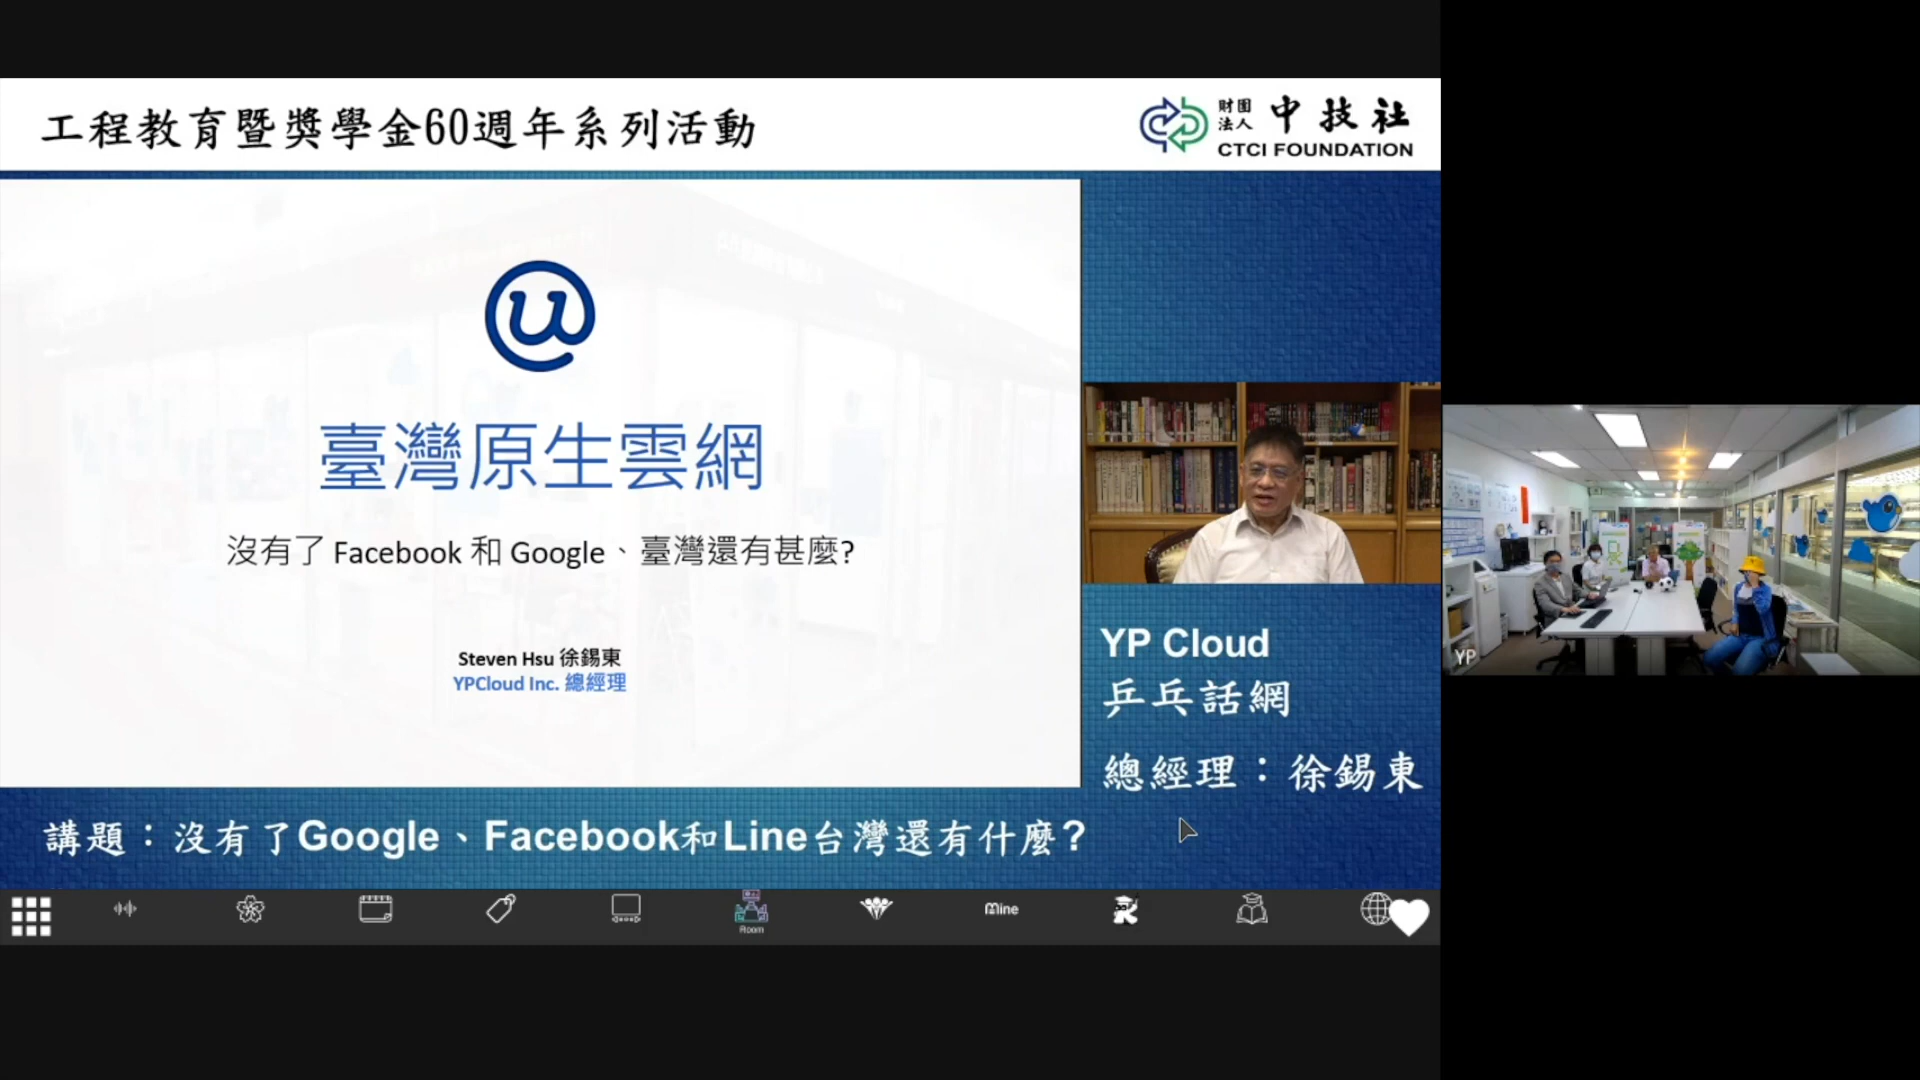 工程教育暨獎學金60週年系列活動
財團法人 中技社
CTCI FOUNDATION
臺灣原生雲網
沒有了 Facebook 和 Google、臺灣還有甚麼?
Steven Hsu 徐錫東
YPCloud Inc. 總經理
YP Cloud
乒乓話網
總經理：徐錫東
YP
講題：沒有了Google、Facebook和Line台灣還有什麼?
Room
mine